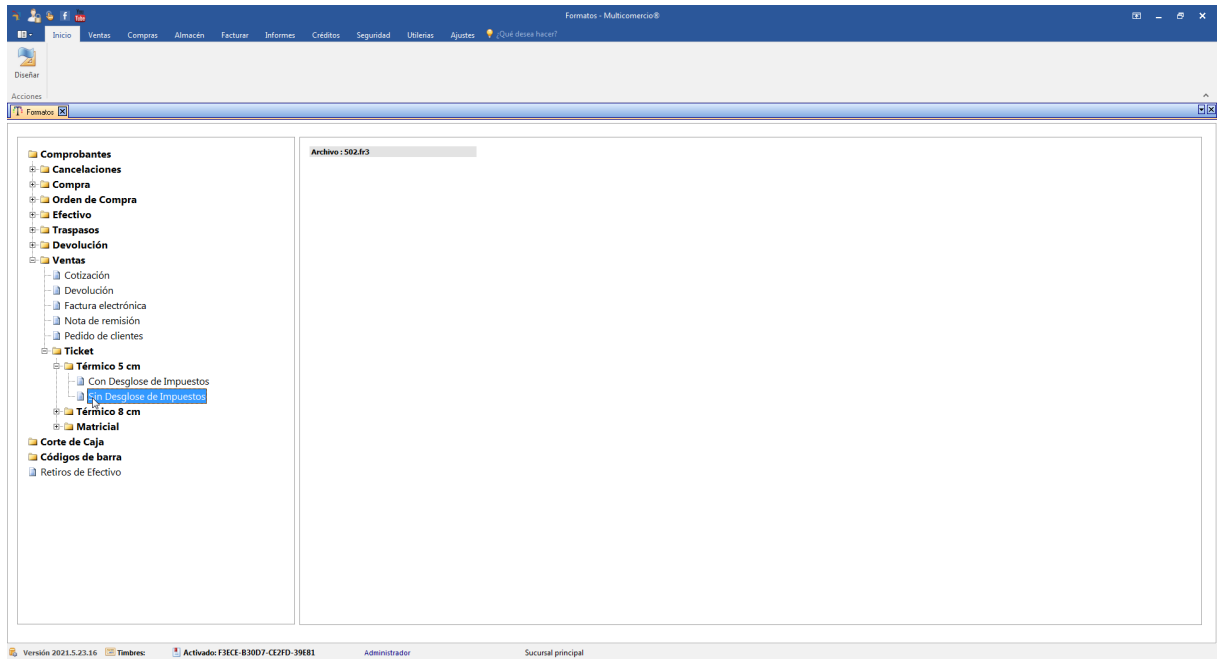 You
Tube
Formatos - Multicomercio®
Inicio Ventas Compras Almacén Facturar Informes Créditos Seguridad Utilerias Ajustes ¿Qué desea hacer?
Diseñar
Acciones
Formatos
Comprobantes
Cancelaciones
Compra
Orden de Compra
Efectivo
Traspasos
Devolución
Ventas
Cotización
Devolución
Factura electrónica
Nota de remisión
Pedido de clientes
Ticket
Térmico 5 cm
Con Desglose de Impuestos
Sin Desglose de Impuestos
Térmico 8 cm
Matricial
Corte de Caja
Códigos de barra
Retiros de Efectivo
Archivo : 502.fr3
Versión 2021.5.23.16 Timbres: Activado: F3ECE-B30D7-CE2FD-39E81 Administrador Sucursal principal